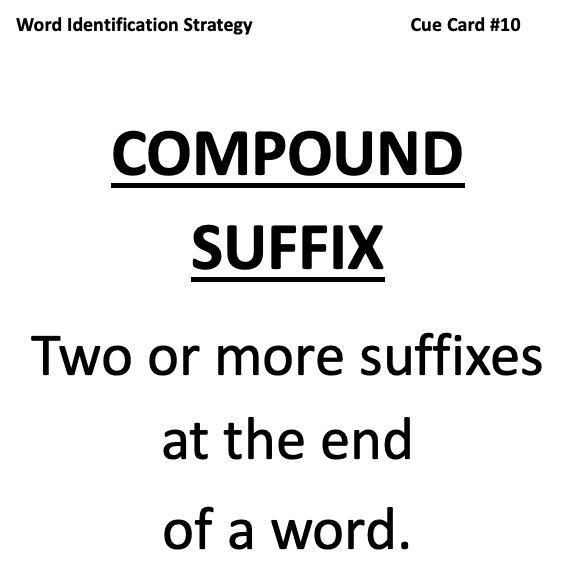 Word Identification Strategy Cue Card #10
COMPOUND
SUFFIX
Two or more suffixes
at the end
of a word.